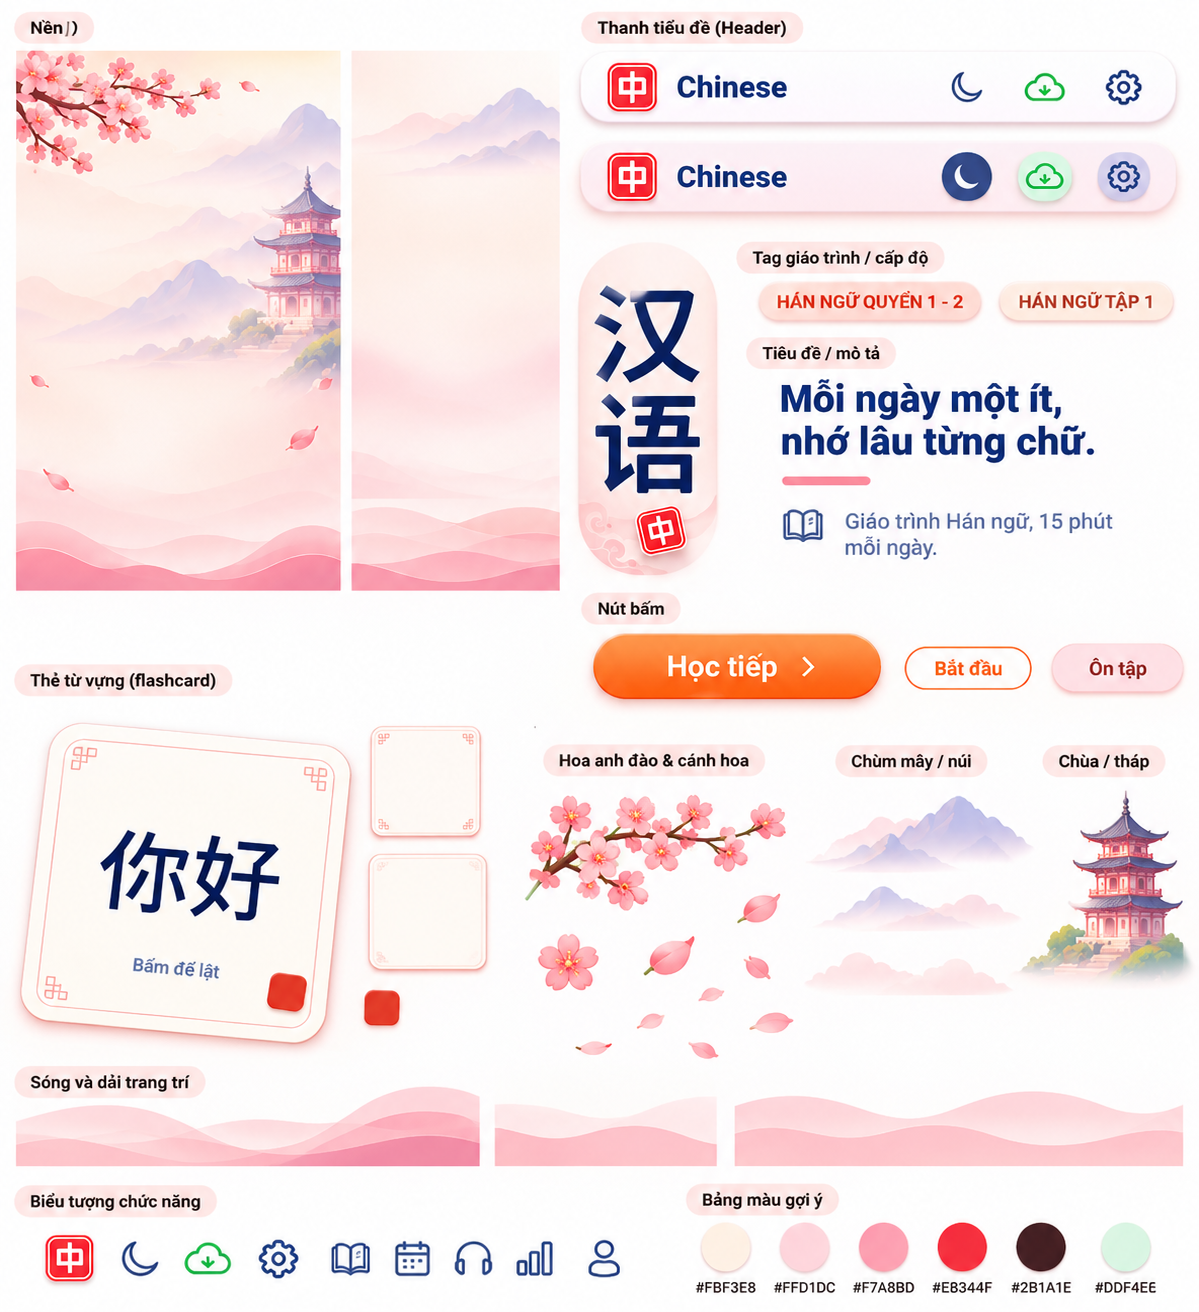 Nền
Thanh tiểu đề (Header)
中 Chinese
中 Chinese
汉
语
中
Tag giáo trình / cấp độ
HÁN NGỮ QUYỂN 1 - 2
HÁN NGỮ TẬP 1
Tiêu đề / mò tả
Mỗi ngày một ít,
nhớ lâu từng chữ.
Giáo trình Hán ngữ, 15 phút
mỗi ngày.
Nút bấm
Học tiếp
Bắt đầu
Ôn tập
Thẻ từ vựng (flashcard)
你好
Bấm để lật
Hoa anh đào & cánh hoa
Chùm mây / núi
Chùa / tháp
Sóng và dải trang trí
Biểu tượng chức năng
中
Bảng màu gợi ý
#FBF3E8
#FFD1DC
#F7A8BD
#EB344F
#2B1A1E
#DDF4EE